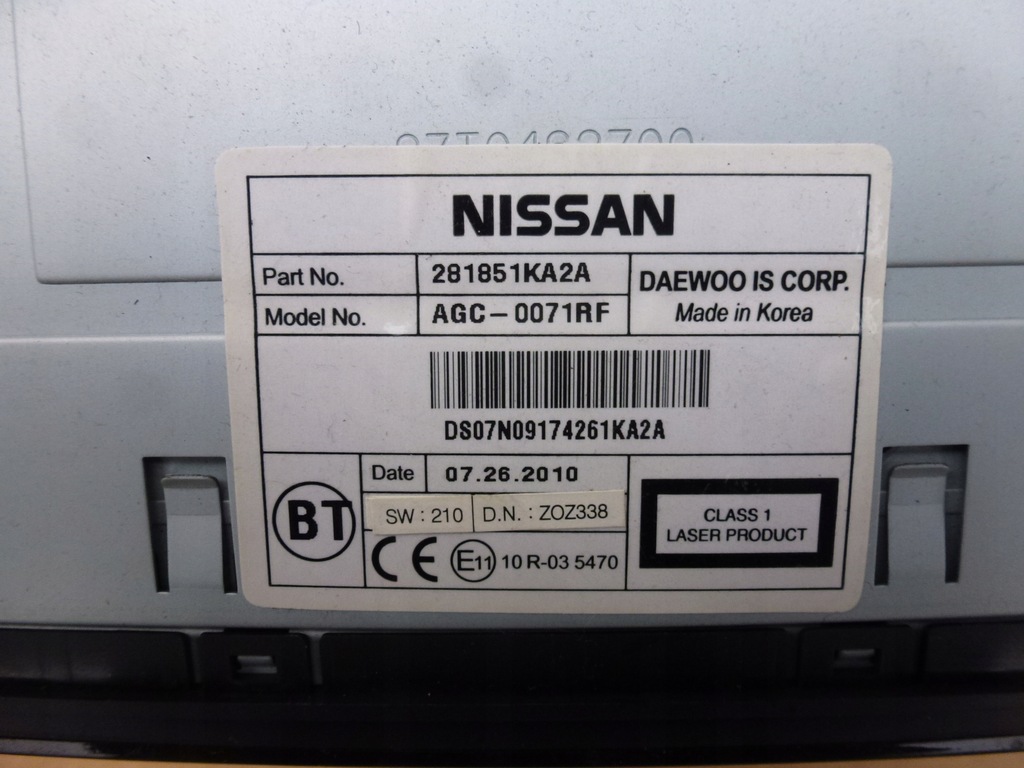 NISSAN
Part No. 281851KA2A
DAEWOO IS CORP.
Model No. AGC-0071RF
Made in Korea
DS07N09174261KA2A
BT
Date 07.26.2010
SW : 210 D.N. : ZOZ338
CE E11 10 R-03 5470
CLASS 1
LASER PRODUCT